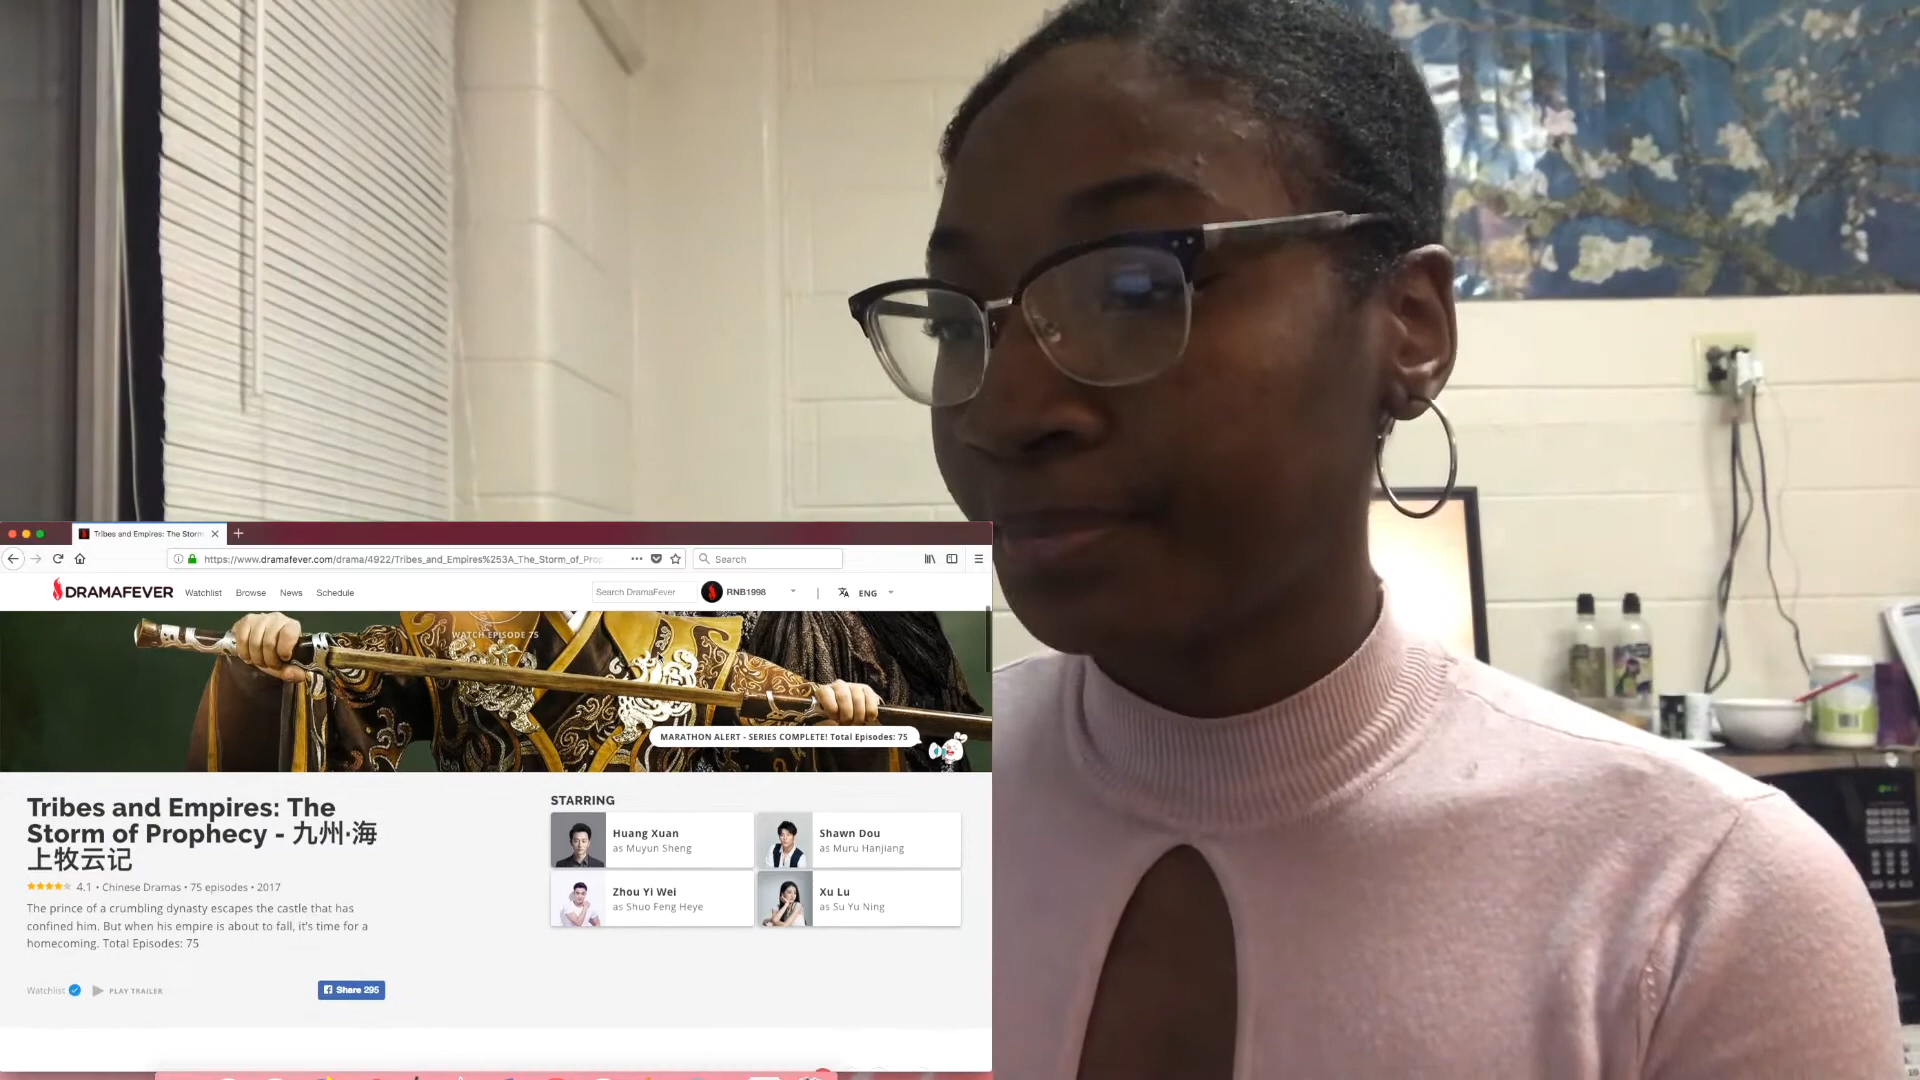 Tribes and Empires: The Storm
https://www.dramafever.com/drama/4922/Tribes_and_Empires%253A_The_Storm_of_Prop
Search
DRAMAFEVER
Watchlist
Browse
News
Schedule
Search DramaFever
RNB1998
ENG
WATCH EPISODE 75
MARATHON ALERT - SERIES COMPLETE! Total Episodes: 75
Tribes and Empires: The
Storm of Prophecy - 九州·海
上牧云记
4.1 • Chinese Dramas • 75 episodes • 2017
The prince of a crumbling dynasty escapes the castle that has
confined him. But when his empire is about to fall, it's time for a
homecoming. Total Episodes: 75
Watchlist
PLAY TRAILER
Share 295
STARRING
Huang Xuan
as Muyun Sheng
Shawn Dou
as Muru Hanjiang
Zhou Yi Wei
as Shuo Feng Heye
Xu Lu
as Su Yu Ning